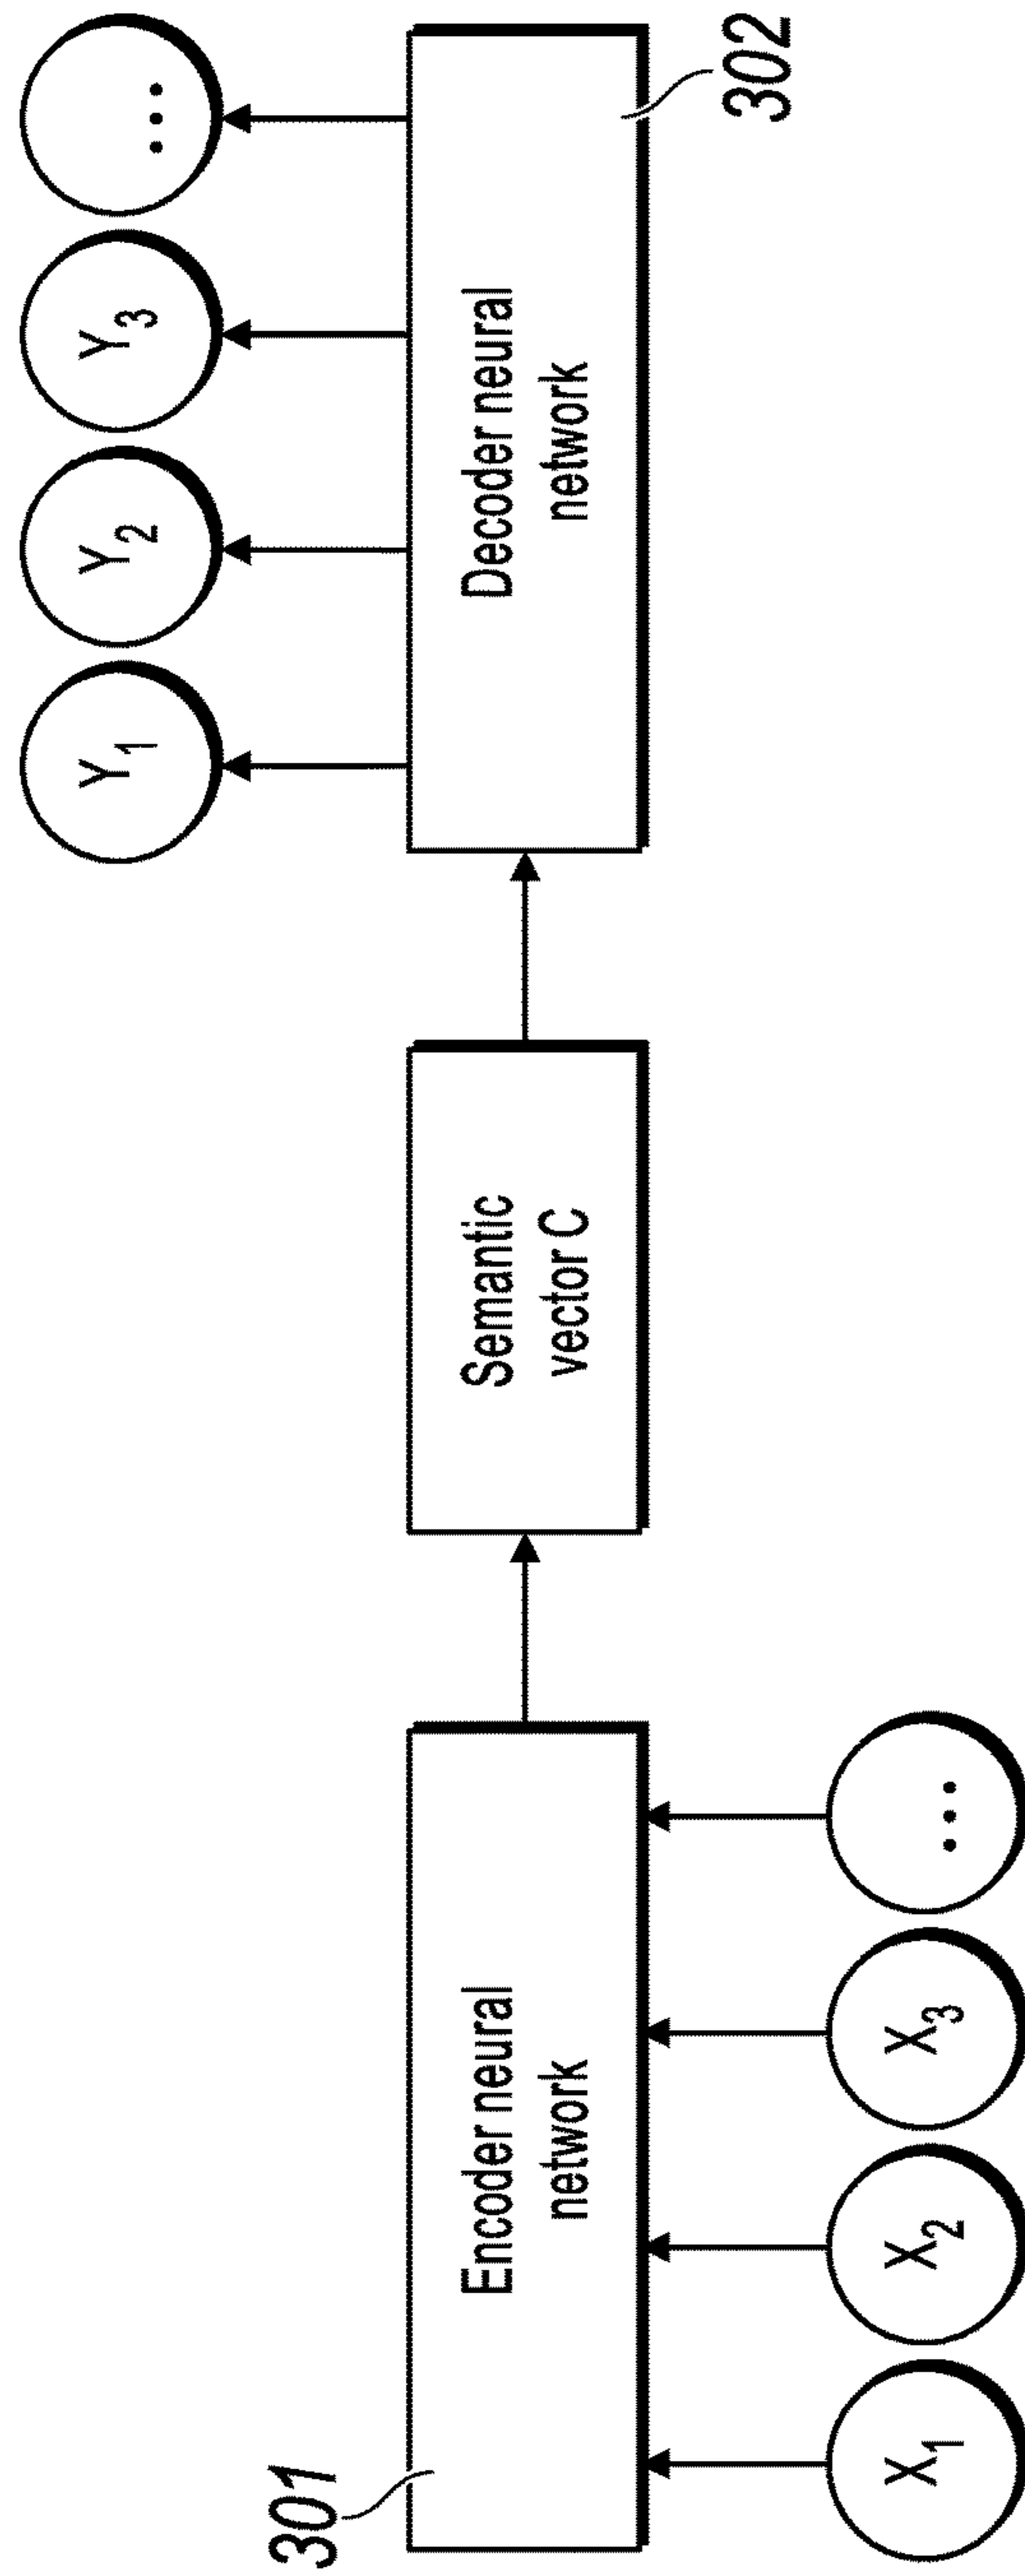 301
Encoder neural
network
X1
X2
X3
...
Semantic
vector C
Decoder neural
network
302
Y1
Y2
Y3
...